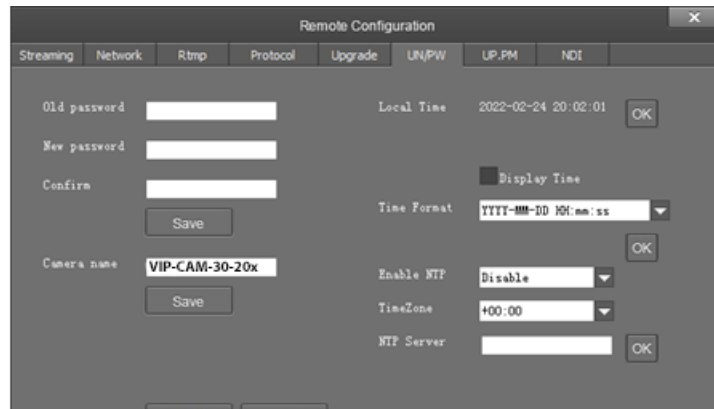 Remote Configuration
Streaming Network Rtmp Protocol Upgrade UN/PW UP.PM NDI
Old password
New password
Confirm
Save
Camera name VIP-CAM-30-20x
Save
Local Time 2022-02-24 20:02:01 OK
Display Time
Time Format YYYY-MM-DD HH:mm:ss
OK
Enable NTP Disable
TimeZone +00:00
NTP Server OK